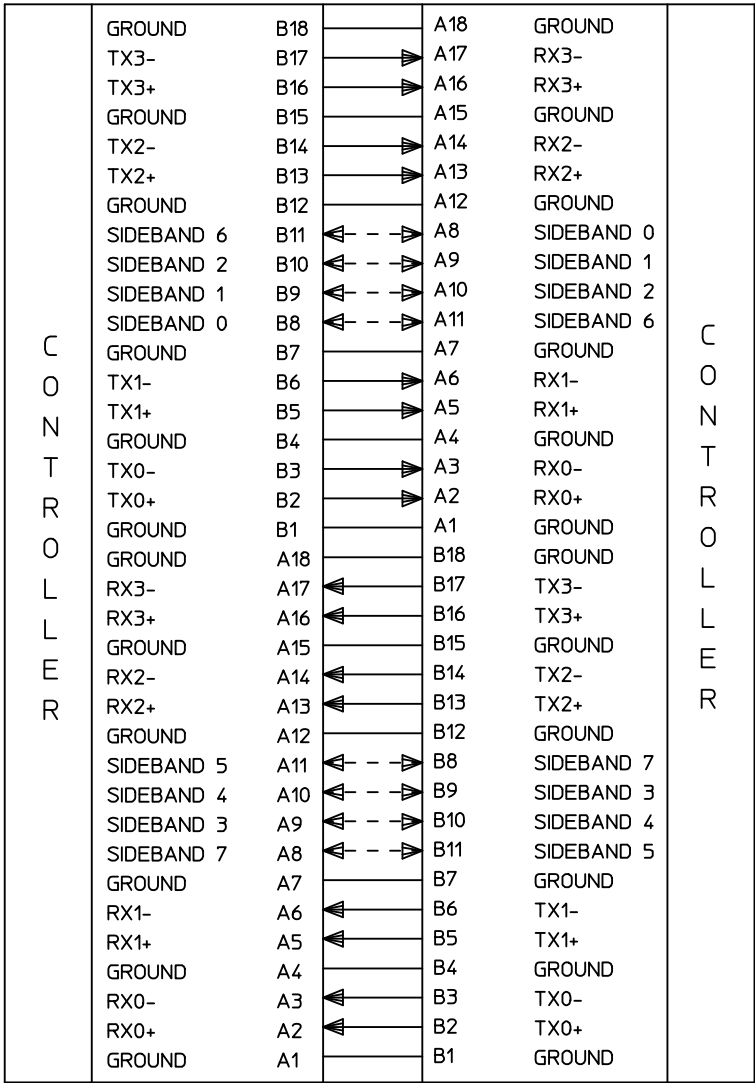 GROUND B18 A18 GROUND
TX3- B17 A17 RX3-
TX3+ B16 A16 RX3+
GROUND B15 A15 GROUND
TX2- B14 A14 RX2-
TX2+ B13 A13 RX2+
GROUND B12 A12 GROUND
SIDEBAND 6 B11 A8 SIDEBAND 0
SIDEBAND 2 B10 A9 SIDEBAND 1
SIDEBAND 1 B9 A10 SIDEBAND 2
SIDEBAND 0 B8 A11 SIDEBAND 6
GROUND B7 A7 GROUND
TX1- B6 A6 RX1-
TX1+ B5 A5 RX1+
GROUND B4 A4 GROUND
TX0- B3 A3 RX0-
TX0+ B2 A2 RX0+
GROUND B1 A1 GROUND
GROUND A18 B18 GROUND
RX3- A17 B17 TX3-
RX3+ A16 B16 TX3+
GROUND A15 B15 GROUND
RX2- A14 B14 TX2-
RX2+ A13 B13 TX2+
GROUND A12 B12 GROUND
SIDEBAND 5 A11 B8 SIDEBAND 7
SIDEBAND 4 A10 B9 SIDEBAND 3
SIDEBAND 3 A9 B10 SIDEBAND 4
SIDEBAND 7 A8 B11 SIDEBAND 5
GROUND A7 B7 GROUND
RX1- A6 B6 TX1-
RX1+ A5 B5 TX1+
GROUND A4 B4 GROUND
RX0- A3 B3 TX0-
RX0+ A2 B2 TX0+
GROUND A1 B1 GROUND
CONTROLLER
CONTROLLER